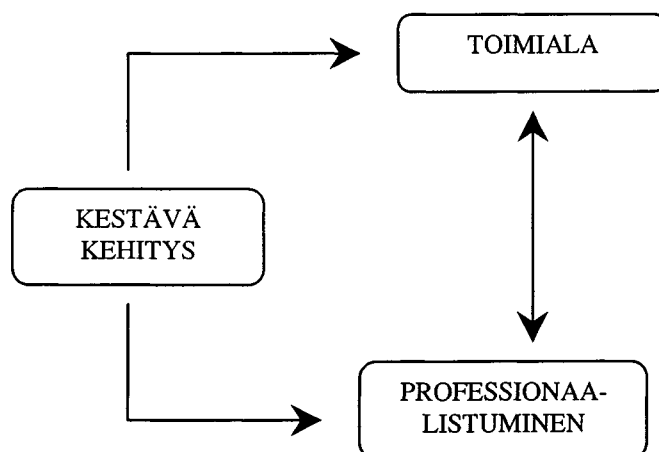 TOIMIALA
KESTÄVÄ
KEHITYS
PROFESSIONAA-
LISTUMINEN